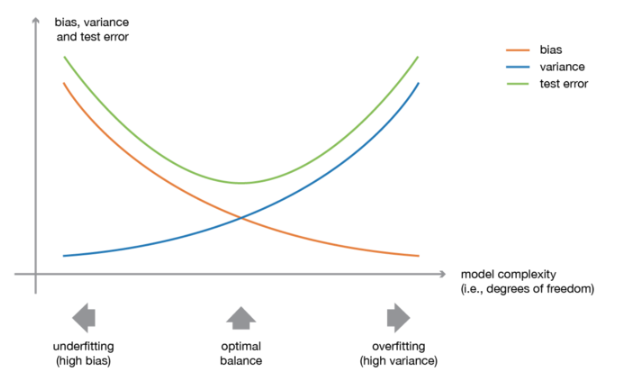 bias, variance
and test error
bias
variance
test error
model complexity
(i.e., degrees of freedom)
underfitting
(high bias)
optimal
balance
overfitting
(high variance)